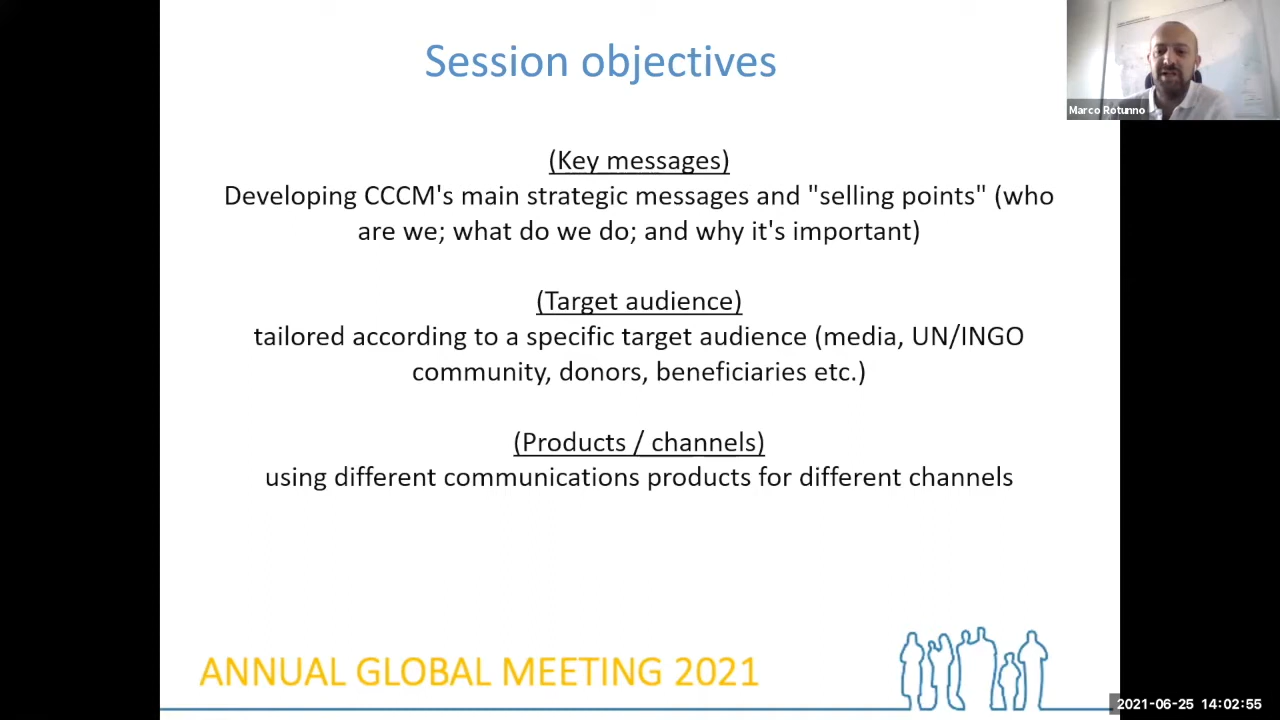 Session objectives
Marco Rotunno
(Key messages)
Developing CCCM's main strategic messages and "selling points" (who
are we; what do we do; and why it's important)
(Target audience)
tailored according to a specific target audience (media, UN/INGO
community, donors, beneficiaries etc.)
(Products / channels)
using different communications products for different channels
ANNUAL GLOBAL MEETING 2021
2021-06-25 14:02:55